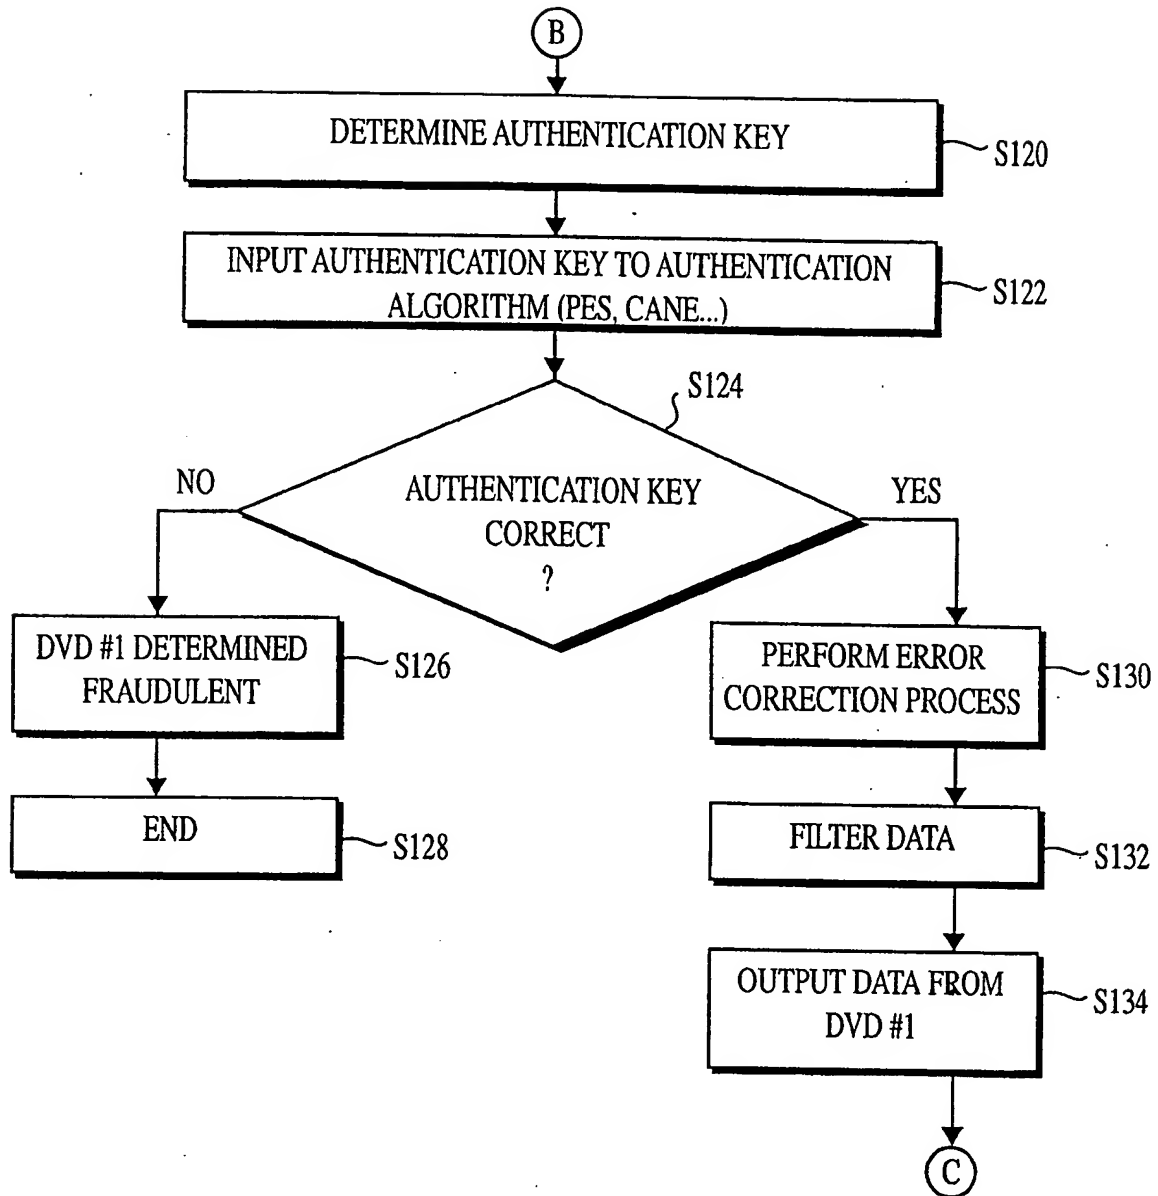 B
DETERMINE AUTHENTICATION KEY
S120
INPUT AUTHENTICATION KEY TO AUTHENTICATION
ALGORITHM (PES, CANE...)
S122
S124
AUTHENTICATION KEY
CORRECT
?
NO
YES
DVD #1 DETERMINED
FRAUDULENT
S126
PERFORM ERROR
CORRECTION PROCESS
S130
END
S128
FILTER DATA
S132
OUTPUT DATA FROM
DVD #1
S134
C